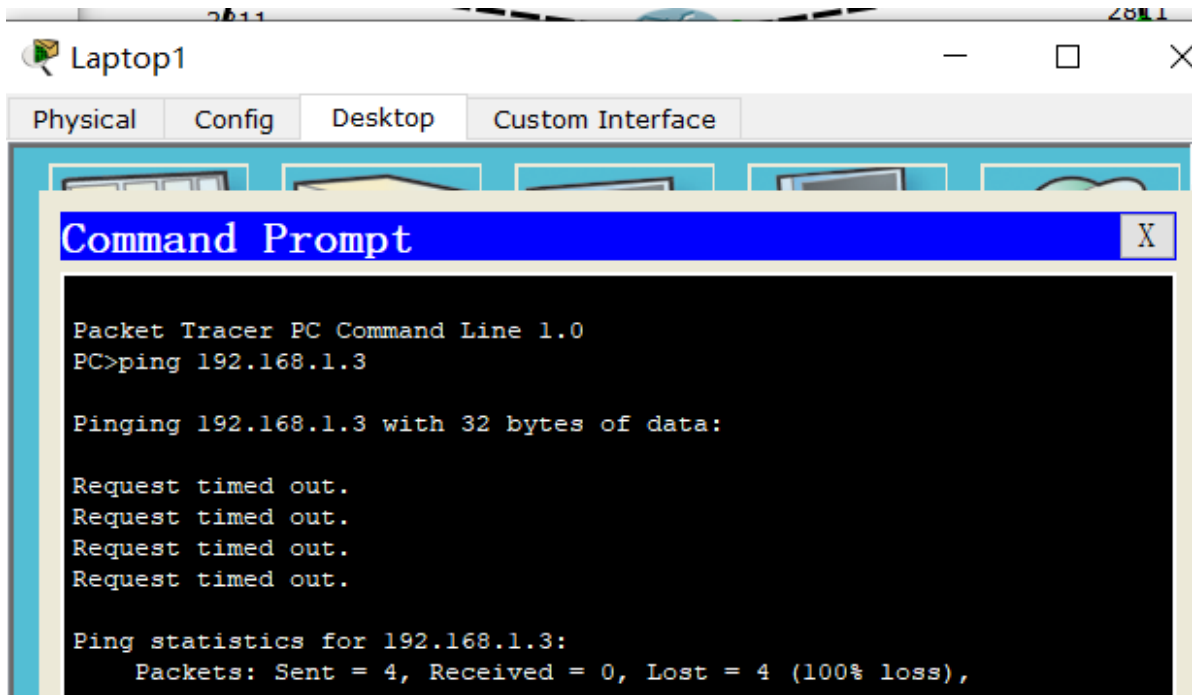 2811
2811
Laptop1
Physical Config Desktop Custom Interface
Command Prompt X
Packet Tracer PC Command Line 1.0
PC>ping 192.168.1.3
Pinging 192.168.1.3 with 32 bytes of data:
Request timed out.
Request timed out.
Request timed out.
Request timed out.
Ping statistics for 192.168.1.3:
Packets: Sent = 4, Received = 0, Lost = 4 (100% loss),